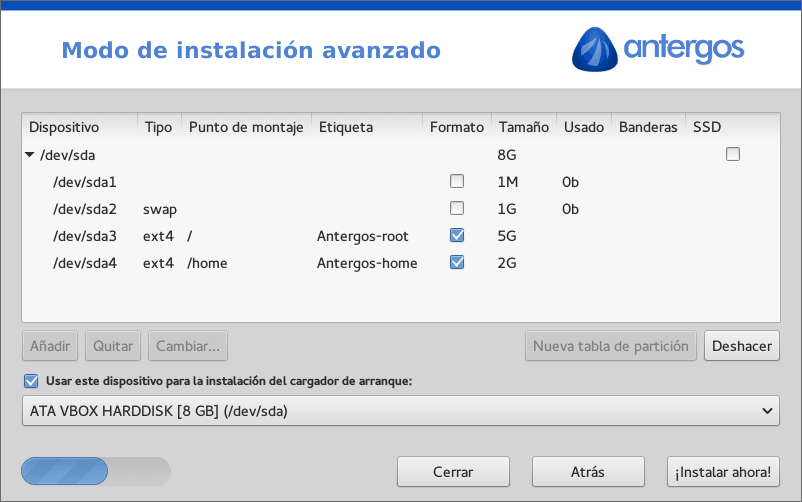 Modo de instalación avanzado
antergos
Dispositivo Tipo Punto de montaje Etiqueta Formato Tamaño Usado Banderas SSD
/dev/sda 8G
/dev/sda1 1M 0b
/dev/sda2 swap 1G 0b
/dev/sda3 ext4 / Antergos-root 5G
/dev/sda4 ext4 /home Antergos-home 2G
Añadir Quitar Cambiar... Nueva tabla de partición Deshacer
Usar este dispositivo para la instalación del cargador de arranque:
ATA VBOX HARDDISK [8 GB] (/dev/sda)
Cerrar Atrás ¡Instalar ahora!